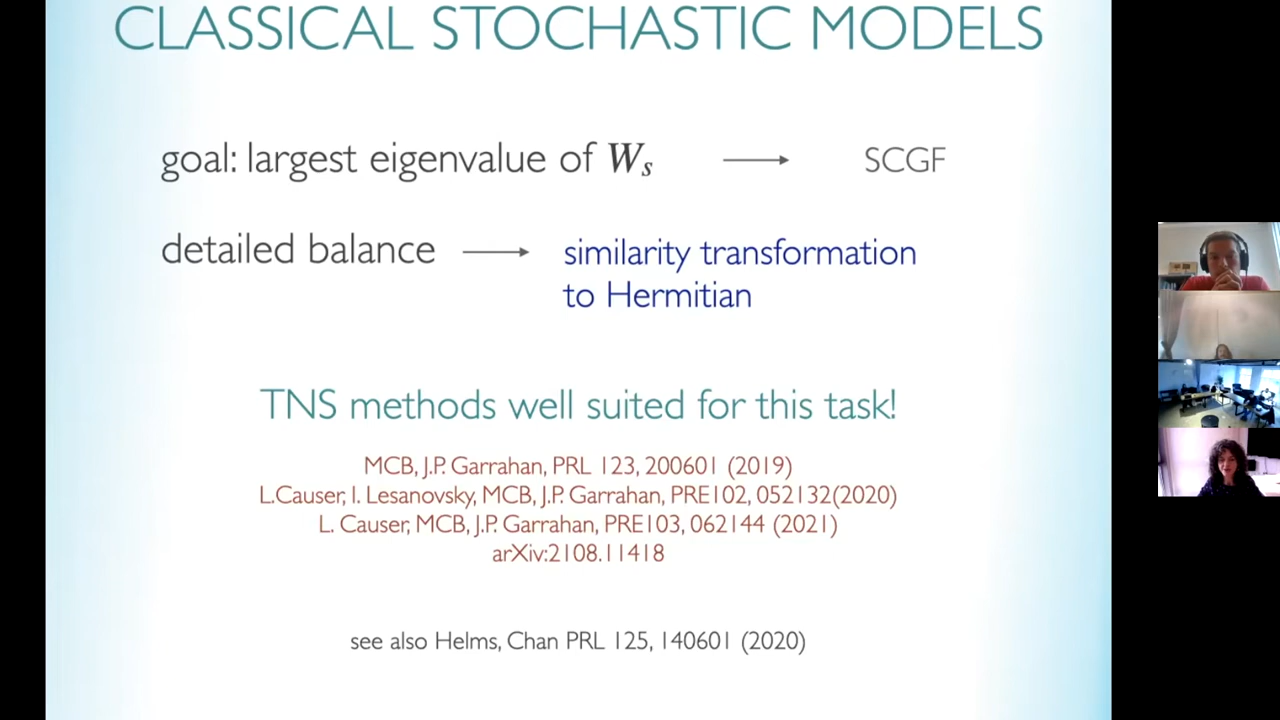 CLASSICAL STOCHASTIC MODELS
goal: largest eigenvalue of Wₛ → SCGF
detailed balance → similarity transformation
to Hermitian
TNS methods well suited for this task!
MCB, J.P. Garrahan, PRL 123, 200601 (2019)
L.Causer, I. Lesanovsky, MCB, J.P. Garrahan, PRE102, 052132(2020)
L. Causer, MCB, J.P. Garrahan, PRE103, 062144 (2021)
arXiv:2108.11418
see also Helms, Chan PRL 125, 140601 (2020)